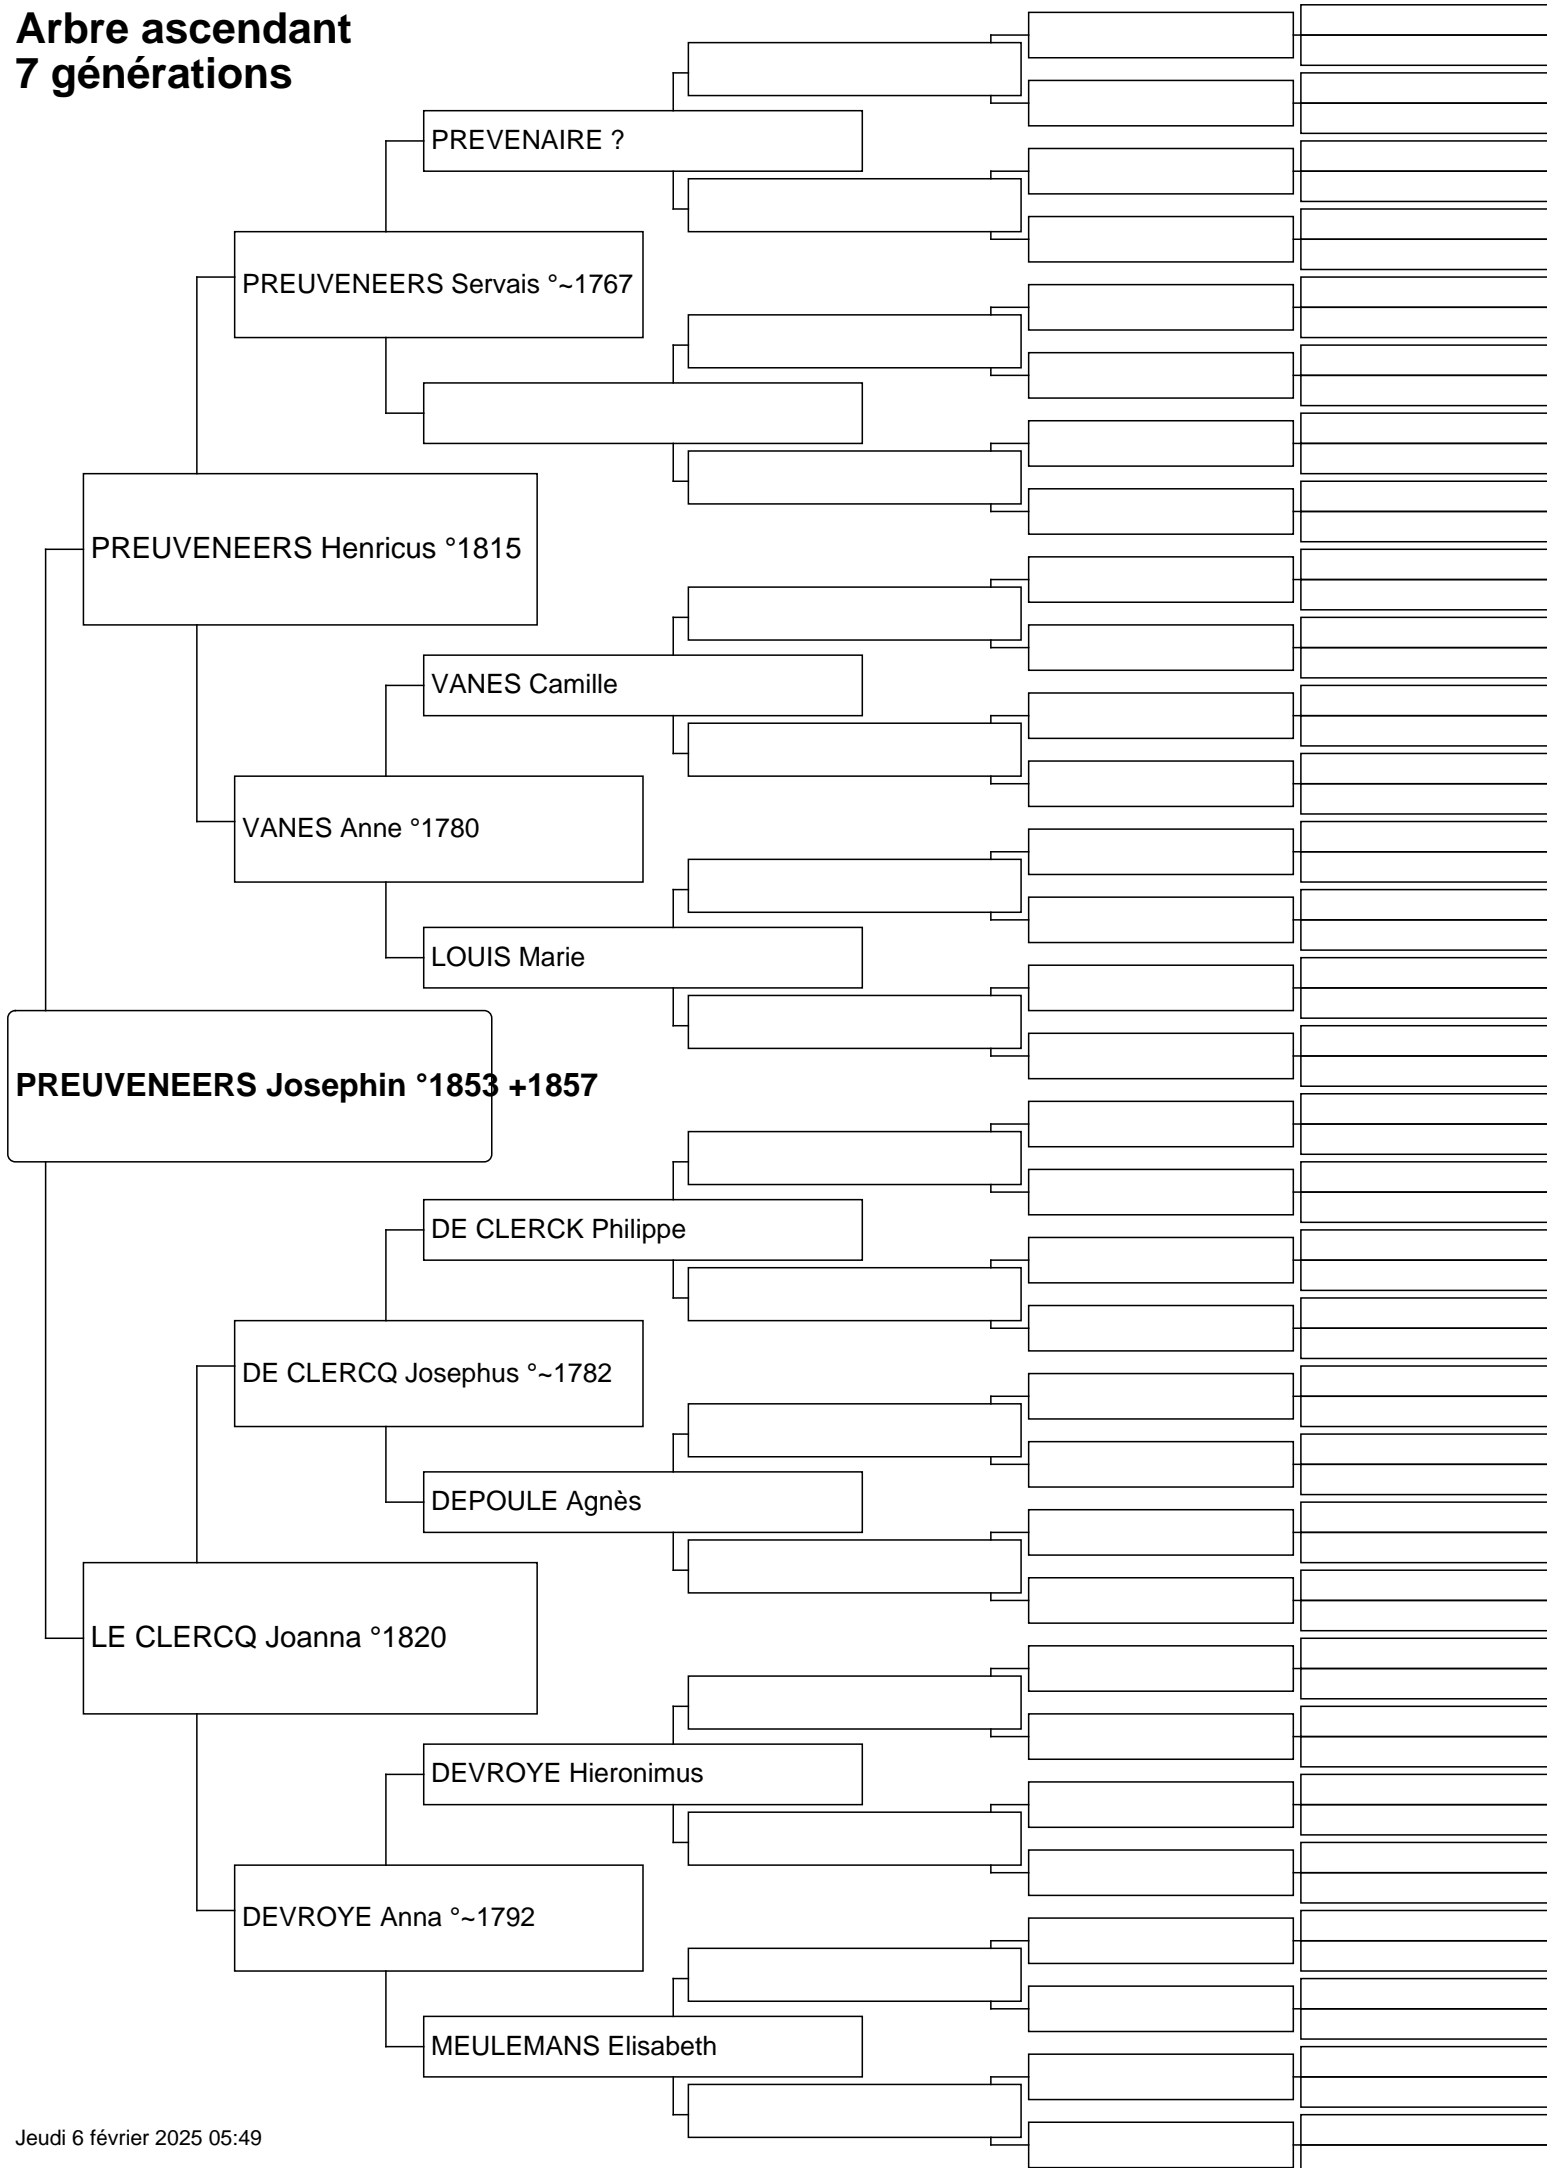 Arbre ascendant
7 générations
PREVENAIRE ?
PREUVENEERS Servais °~1767
PREUVENEERS Henricus °1815
VANES Camille
VANES Anne °1780
LOUIS Marie
PREUVENEERS Josephin °1853 +1857
DE CLERCK Philippe
DE CLERCQ Josephus °~1782
DEPOULE Agnès
LE CLERCQ Joanna °1820
DEVROYE Hieronimus
DEVROYE Anna °~1792
MEULEMANS Elisabeth
Jeudi 6 février 2025 05:49